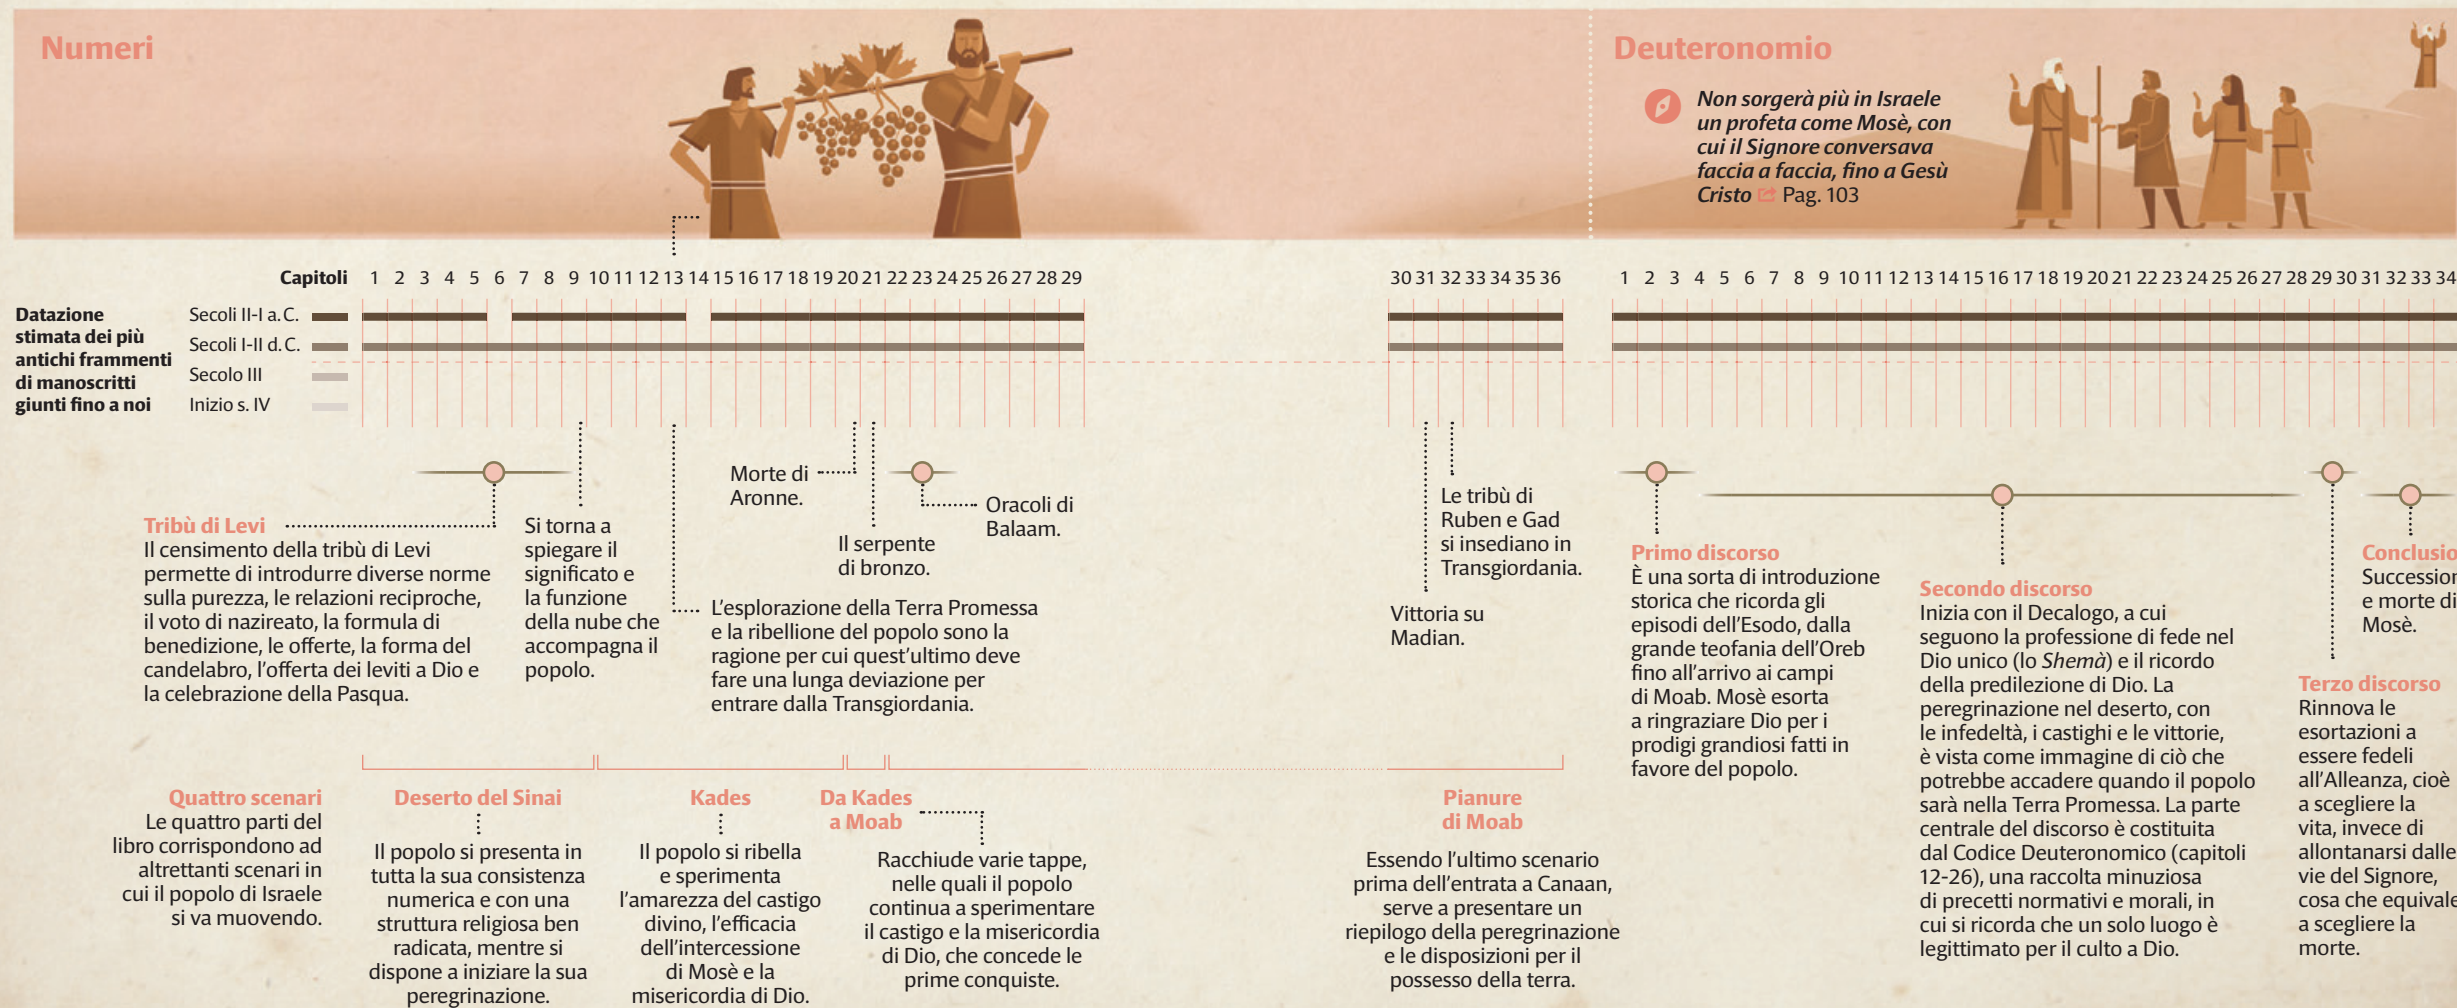 Numeri
Deuteronomio
Non sorgerà più in Israele
un profeta come Mosè, con
cui il Signore conversava
faccia a faccia, fino a Gesù
Cristo Pag. 103
Capitoli 1 2 3 4 5 6 7 8 9 10 11 12 13 14 15 16 17 18 19 20 21 22 23 24 25 26 27 28 29
30 31 32 33 34 35 36
1 2 3 4 5 6 7 8 9 10 11 12 13 14 15 16 17 18 19 20 21 22 23 24 25 26 27 28 29 30 31 32 33 34
Datazione
stimata dei più
antichi frammenti
di manoscritti
giunti fino a noi
Secoli II-I a. C.
Secoli I-II d. C.
Secolo III
Inizio s. IV
Tribù di Levi
Il censimento della tribù di Levi
permette di introdurre diverse norme
sulla purezza, le relazioni reciproche,
il voto di nazireato, la formula di
benedizione, le offerte, la forma del
candelabro, l'offerta dei leviti a Dio e
la celebrazione della Pasqua.
Si torna a
spiegare il
significato e
la funzione
della nube che
accompagna il
popolo.
Morte di
Aronne.
Il serpente
di bronzo.
Oracoli di
Balaam.
L'esplorazione della Terra Promessa
e la ribellione del popolo sono la
ragione per cui quest'ultimo deve
fare una lunga deviazione per
entrare dalla Transgiordania.
Le tribù di
Ruben e Gad
si insediano in
Transgiordania.
Vittoria su
Madian.
Primo discorso
È una sorta di introduzione
storica che ricorda gli
episodi dell'Esodo, dalla
grande teofania dell'Oreb
fino all'arrivo ai campi
di Moab. Mosè esorta
a ringraziare Dio per i
prodigi grandiosi fatti in
favore del popolo.
Secondo discorso
Inizia con il Decalogo, a cui
seguono la professione di fede nel
Dio unico (lo Shemà) e il ricordo
della predilezione di Dio. La
peregrinazione nel deserto, con
le infedeltà, i castighi e le vittorie,
è vista come immagine di ciò che
potrebbe accadere quando il popolo
sarà nella Terra Promessa. La parte
centrale del discorso è costituita
dal Codice Deuteronomico (capitoli
12-26), una raccolta minuziosa
di precetti normativi e morali, in
cui si ricorda che un solo luogo è
legittimato per il culto a Dio.
Conclusio
Succession
e morte di
Mosè.
Terzo discorso
Rinnova le
esortazioni a
essere fedeli
all'Alleanza, cioè
a scegliere la
vita, invece di
allontanarsi dalle
vie del Signore,
cosa che equivale
a scegliere la
morte.
Quattro scenari
Le quattro parti del
libro corrispondono ad
altrettanti scenari in
cui il popolo di Israele
si va muovendo.
Deserto del Sinai
Il popolo si presenta in
tutta la sua consistenza
numerica e con una
struttura religiosa ben
radicata, mentre si
dispone a iniziare la sua
peregrinazione.
Kades
Il popolo si ribella
e sperimenta
l'amarezza del castigo
divino, l'efficacia
dell'intercessione
di Mosè e la
misericordia di Dio.
Da Kades
a Moab
Racchiude varie tappe,
nelle quali il popolo
continua a sperimentare
il castigo e la misericordia
di Dio, che concede le
prime conquiste.
Pianure
di Moab
Essendo l'ultimo scenario
prima dell'entrata a Canaan,
serve a presentare un
riepilogo della peregrinazione
e le disposizioni per il
possesso della terra.